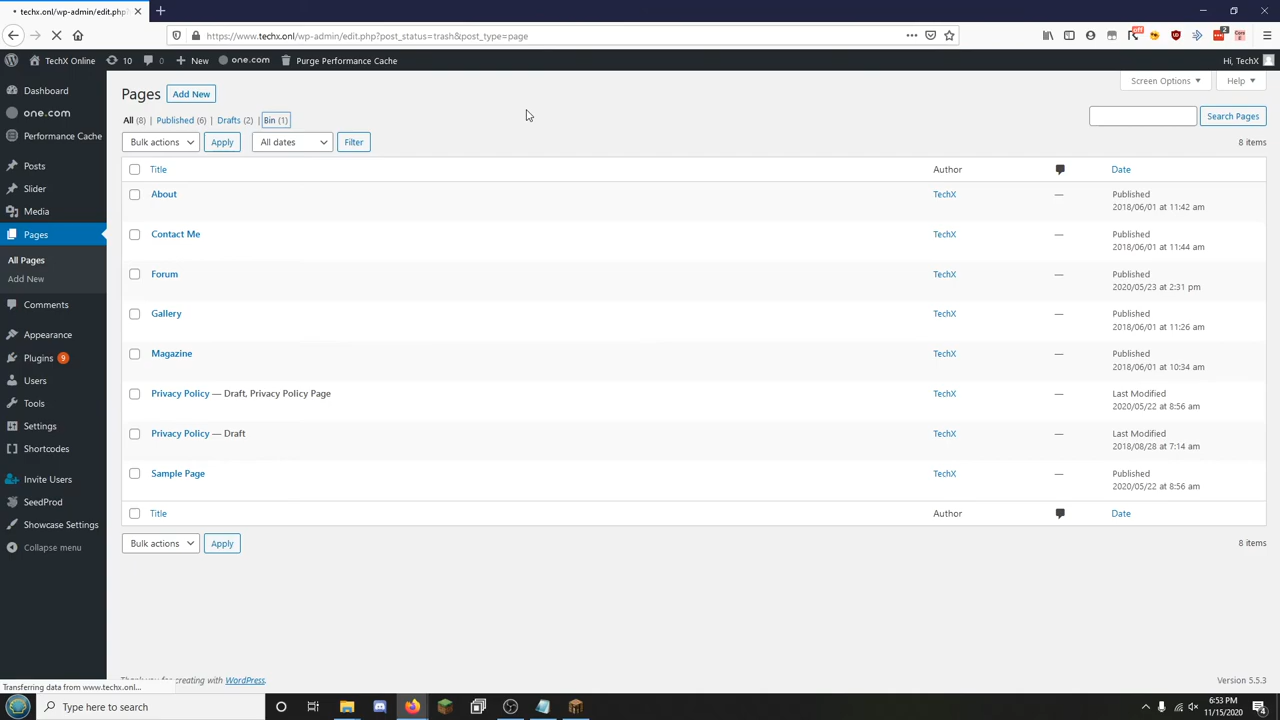 techx.onl/wp-admin/edit.php?
https://www.techx.onl/wp-admin/edit.php?post_status=trash&post_type=page
TechX Online 10 0 New one.com Purge Performance Cache Hi, TechX
Dashboard
one.com
Performance Cache
Posts
Slider
Media
Pages
All Pages
Add New
Comments
Appearance
Plugins 9
Users
Tools
Settings
Shortcodes
Invite Users
SeedProd
Showcase Settings
Collapse menu
Screen Options Help
Pages Add New
All (8) | Published (6) | Drafts (2) | Bin (1)
Search Pages
Bulk actions Apply All dates Filter 8 items
Title Author Date
About TechX — Published
2018/06/01 at 11:42 am
Contact Me TechX — Published
2018/06/01 at 11:44 am
Forum TechX — Published
2020/05/23 at 2:31 pm
Gallery TechX — Published
2018/06/01 at 11:26 am
Magazine TechX — Published
2018/06/01 at 10:34 am
Privacy Policy — Draft, Privacy Policy Page TechX — Last Modified
2020/05/22 at 8:56 am
Privacy Policy — Draft TechX — Last Modified
2018/08/28 at 7:14 am
Sample Page TechX — Published
2020/05/22 at 8:56 am
Title Author Date
Bulk actions Apply 8 items
Thank you for creating with WordPress. Version 5.5.3
Transferring data from www.techx.onl...
Type here to search
6:53 PM
11/15/2020
4